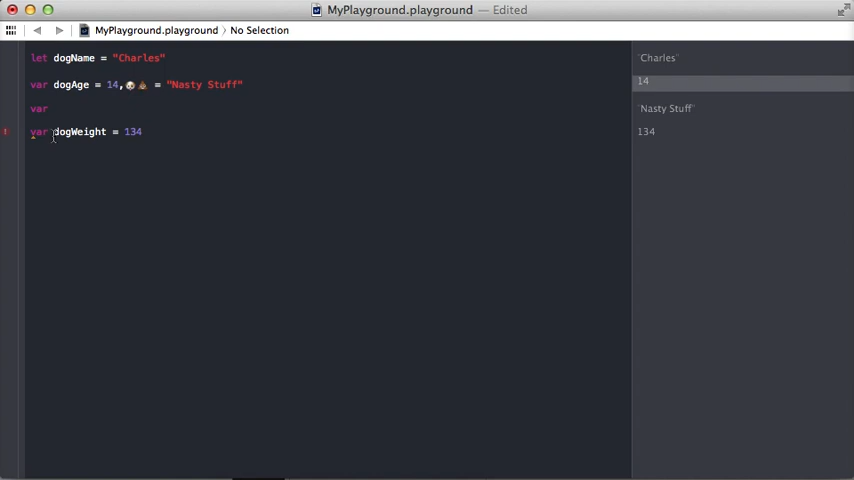 MyPlayground.playground — Edited
MyPlayground.playground 〉No Selection
let dogName = "Charles"
"Charles"
var dogAge = 14,🐶💩 = "Nasty Stuff"
14
var
"Nasty Stuff"
var dogWeight = 134
134